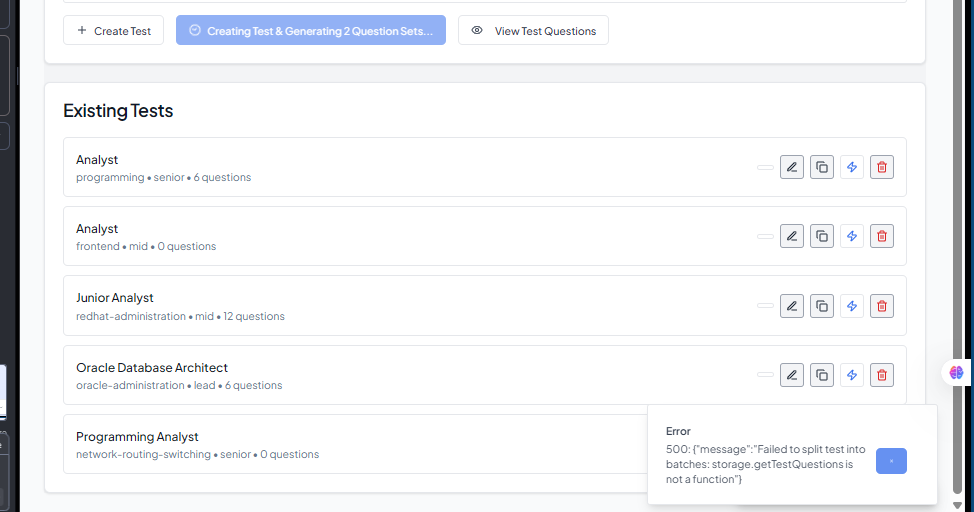 Create Test
Creating Test & Generating 2 Question Sets...
View Test Questions
Existing Tests
Analyst
programming • senior • 6 questions
Analyst
frontend • mid • 0 questions
Junior Analyst
redhat-administration • mid • 12 questions
Oracle Database Architect
oracle-administration • lead • 6 questions
Programming Analyst
network-routing-switching • senior • 0 questions
Error
500: {"message":"Failed to split test into
batches: storage.getTestQuestions is
not a function"}